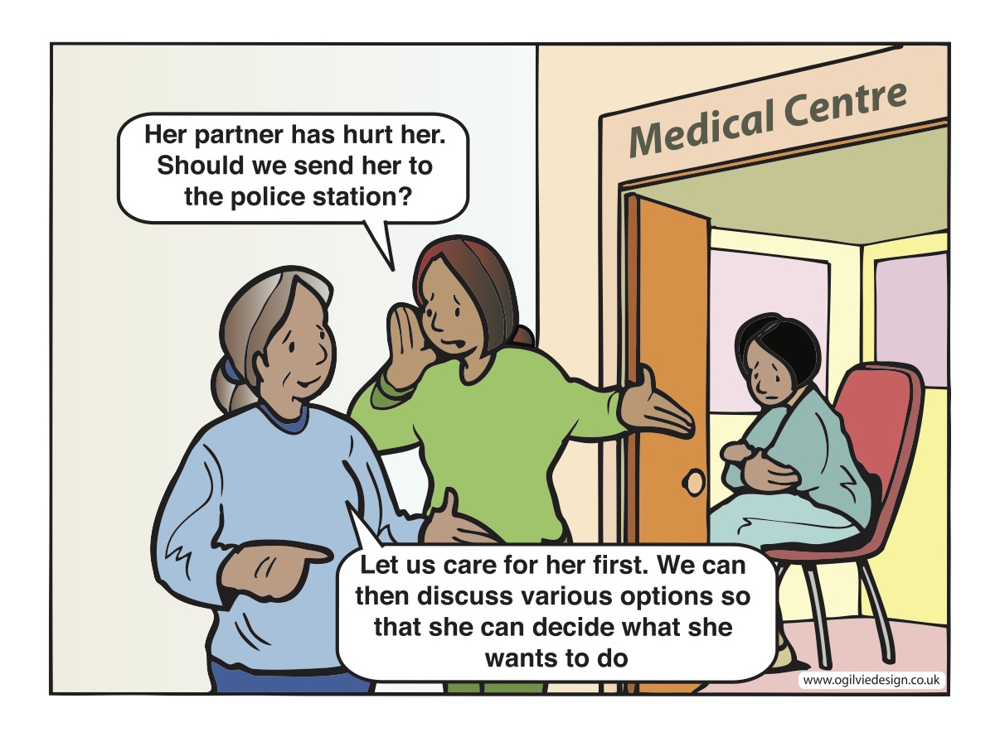 Her partner has hurt her.
Should we send her to
the police station?
Medical Centre
Let us care for her first. We can
then discuss various options so
that she can decide what she
wants to do
www.ogilviedesign.co.uk